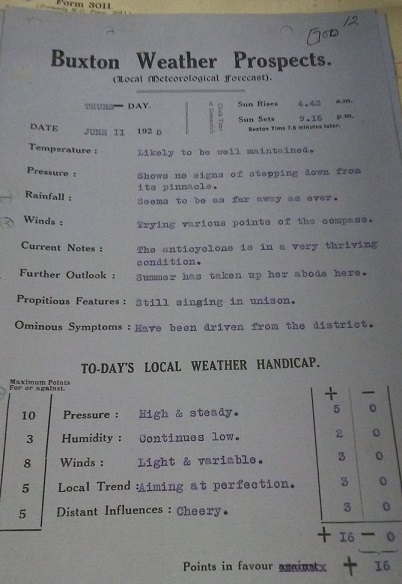 Form 3011
12
Buxton Weather Prospects.
(Local Meteorological Forecast).
THURS— DAY.
Sun Rises 4.42 a.m.
Sun Sets 9.16 p.m.
Buxton Time 7.6 minutes later.
DATE JUNE 11 1925
Temperature : Likely to be well maintained.
Pressure : Shows no signs of stepping down from
its pinnacle.
Rainfall : Seems to be as far away as ever.
Winds : Trying various points of the compass.
Current Notes : The anticyclone is in a very thriving
condition.
Further Outlook : Summer has taken up her abode here.
Propitious Features : Still singing in unison.
Ominous Symptoms : Have been driven from the district.
TO-DAY'S LOCAL WEATHER HANDICAP.
Maximum Points
For or against.
+ −
10 Pressure : High & steady. 5 0
3 Humidity : Continues low. 2 0
8 Winds : Light & variable. 3 0
5 Local Trend : Aiming at perfection. 3 0
5 Distant Influences : Cheery. 3 0
+ 16 − 0
Points in favour against + 16